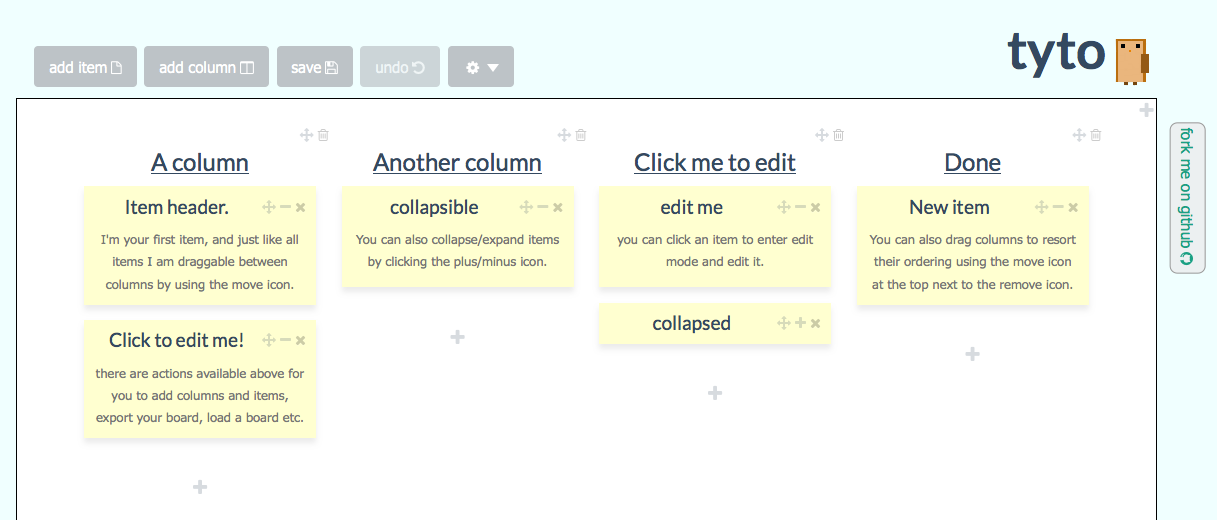 add item
add column
save
undo
tyto
fork me on github
A column
Item header.
I'm your first item, and just like all
items I am draggable between
columns by using the move icon.
Click to edit me!
there are actions available above for
you to add columns and items,
export your board, load a board etc.
Another column
collapsible
You can also collapse/expand items
by clicking the plus/minus icon.
Click me to edit
edit me
you can click an item to enter edit
mode and edit it.
collapsed
Done
New item
You can also drag columns to resort
their ordering using the move icon
at the top next to the remove icon.